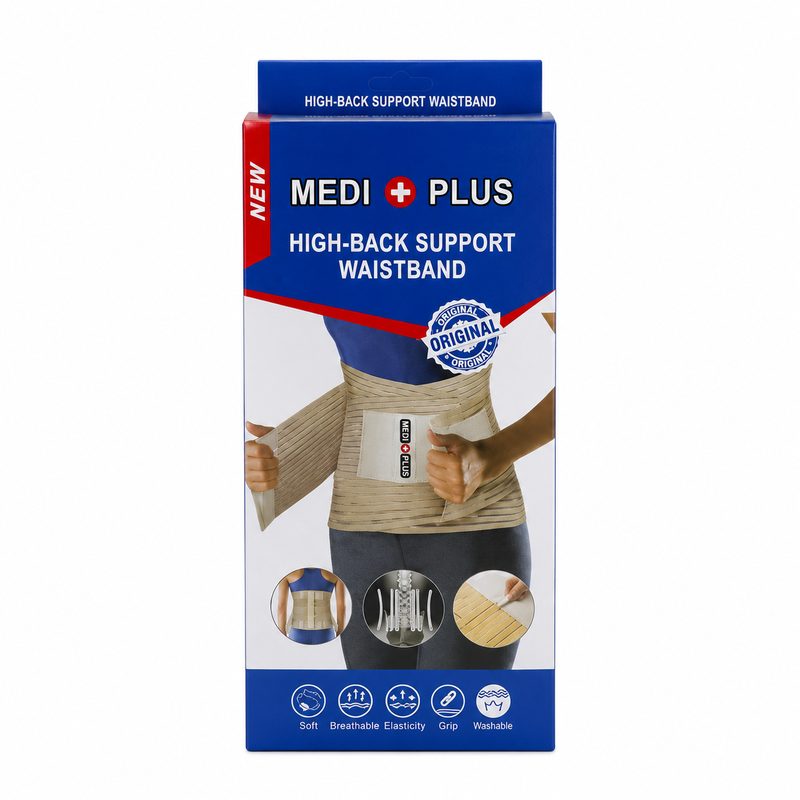 HIGH-BACK SUPPORT WAISTBAND
NEW
MEDI PLUS
HIGH-BACK SUPPORT
WAISTBAND
ORIGINAL
ORIGINAL
ORIGINAL
MEDI PLUS
Soft
Breathable
Elasticity
Grip
Washable